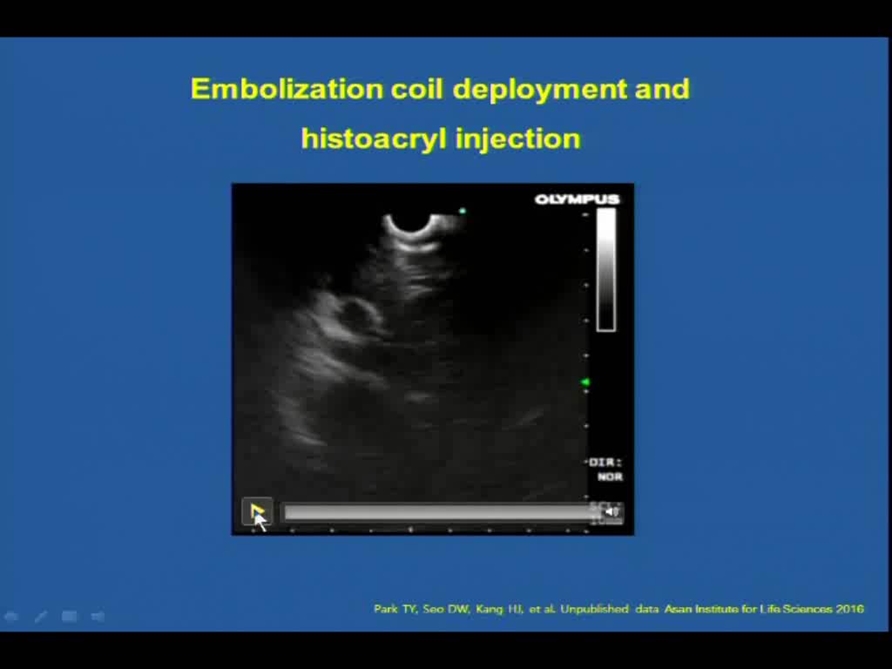 Embolization coil deployment and
histoacryl injection
OLYMPUS
DIR:
NOR
Park TY, Seo DW, Kang HJ, et al. Unpublished data Asan Institute for Life Sciences 2016